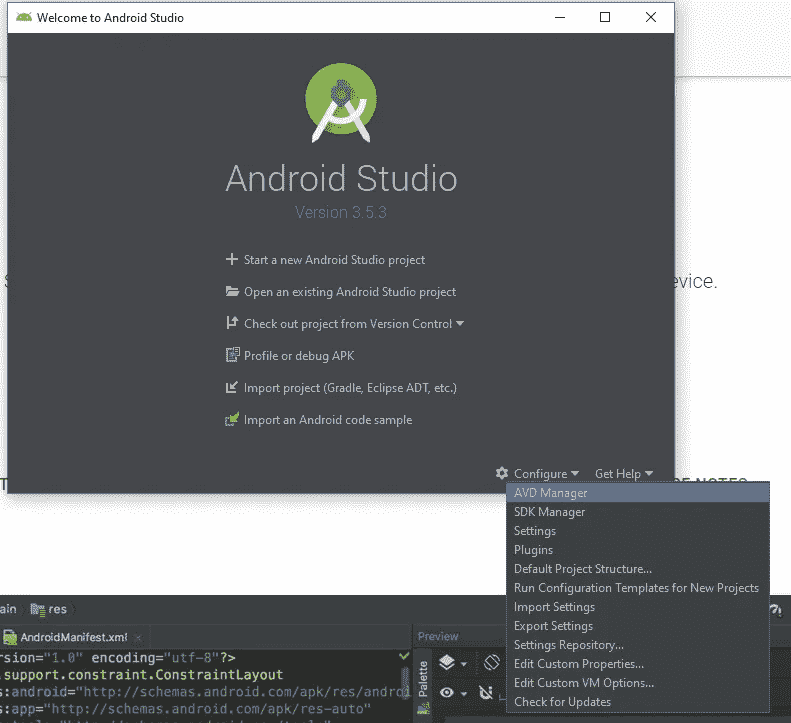 Welcome to Android Studio
Android Studio
Version 3.5.3
Start a new Android Studio project
Open an existing Android Studio project
evice.
Check out project from Version Control
Profile or debug APK
Import project (Gradle, Eclipse ADT, etc.)
Import an Android code sample
Configure Get Help
AVD Manager
SDK Manager
Settings
Plugins
Default Project Structure...
Run Configuration Templates for New Projects
Import Settings
Export Settings
Settings Repository...
Edit Custom Properties...
Edit Custom VM Options...
Check for Updates
ain res
AndroidManifest.xml
Preview
Palette
rsion="1.0" encoding="utf-8"?>
.support.constraint.ConstraintLayout
s:android="http://schemas.android.com/apk/res/andro
s:app="http://schemas.android.com/apk/res-auto"